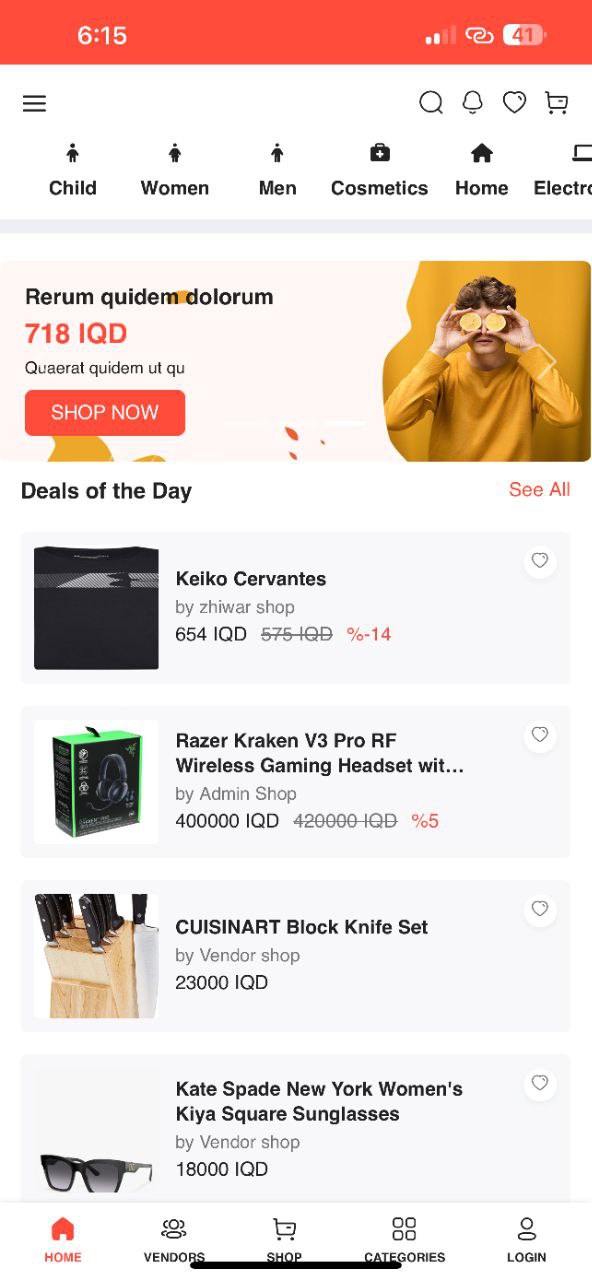 6:15
41
Child
Women
Men
Cosmetics
Home
Electro
Rerum quidem dolorum
718 IQD
Quaerat quidem ut qu
SHOP NOW
Deals of the Day
See All
Keiko Cervantes
by zhiwar shop
654 IQD 575 IQD %-14
Razer Kraken V3 Pro RF
Wireless Gaming Headset wit...
by Admin Shop
400000 IQD 420000 IQD %5
CUISINART Block Knife Set
by Vendor shop
23000 IQD
Kate Spade New York Women's
Kiya Square Sunglasses
by Vendor shop
18000 IQD
HOME
VENDORS
SHOP
CATEGORIES
LOGIN